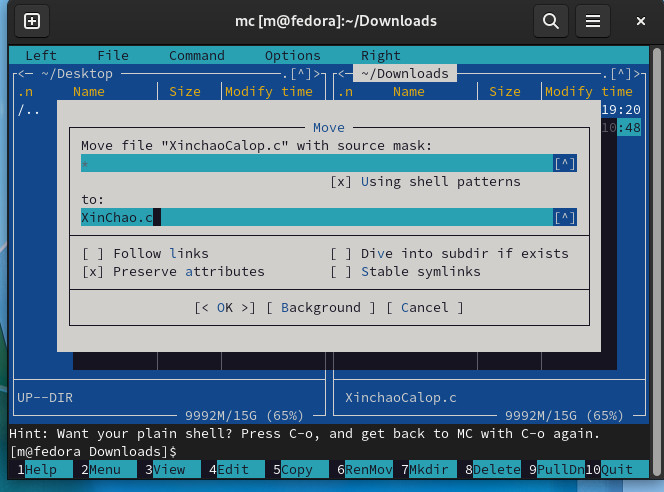 mc [m@fedora]:~/Downloads
Left File Command Options Right
<- ~/Desktop .[^]> <- ~/Downloads .[^]>
.n Name Size Modify time .n Name Size Modify time
/.. 19:20
10:48
Move
Move file "XinchaoCalop.c" with source mask:
* [^]
[x] Using shell patterns
to:
XinChao.c [^]
[ ] Follow links [ ] Dive into subdir if exists
[x] Preserve attributes [ ] Stable symlinks
[< OK >] [ Background ] [ Cancel ]
UP--DIR XinchaoCalop.c
9992M/15G (65%) 9992M/15G (65%)
Hint: Want your plain shell? Press C-o, and get back to MC with C-o again.
[m@fedora Downloads]$
1Help 2Menu 3View 4Edit 5Copy 6RenMov 7Mkdir 8Delete 9PullDn 10Quit